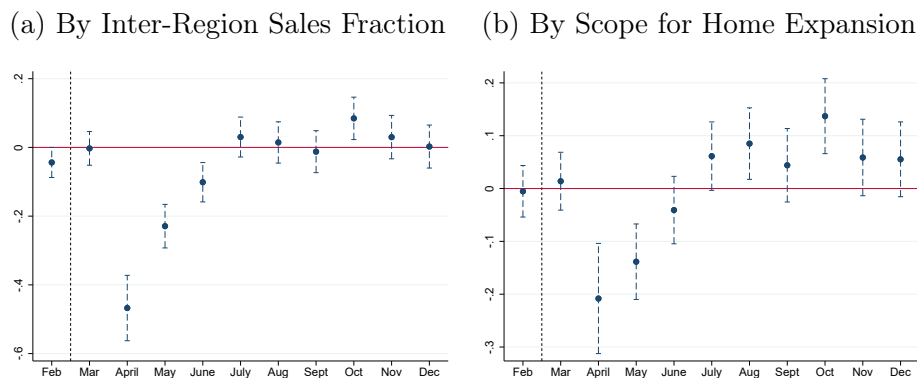 (a) By Inter-Region Sales Fraction
(b) By Scope for Home Expansion
.2
0
-.2
-.4
-.6
Feb Mar April May June July Aug Sept Oct Nov Dec
.2
.1
0
-.1
-.2
-.3
Feb Mar April May June July Aug Sept Oct Nov Dec